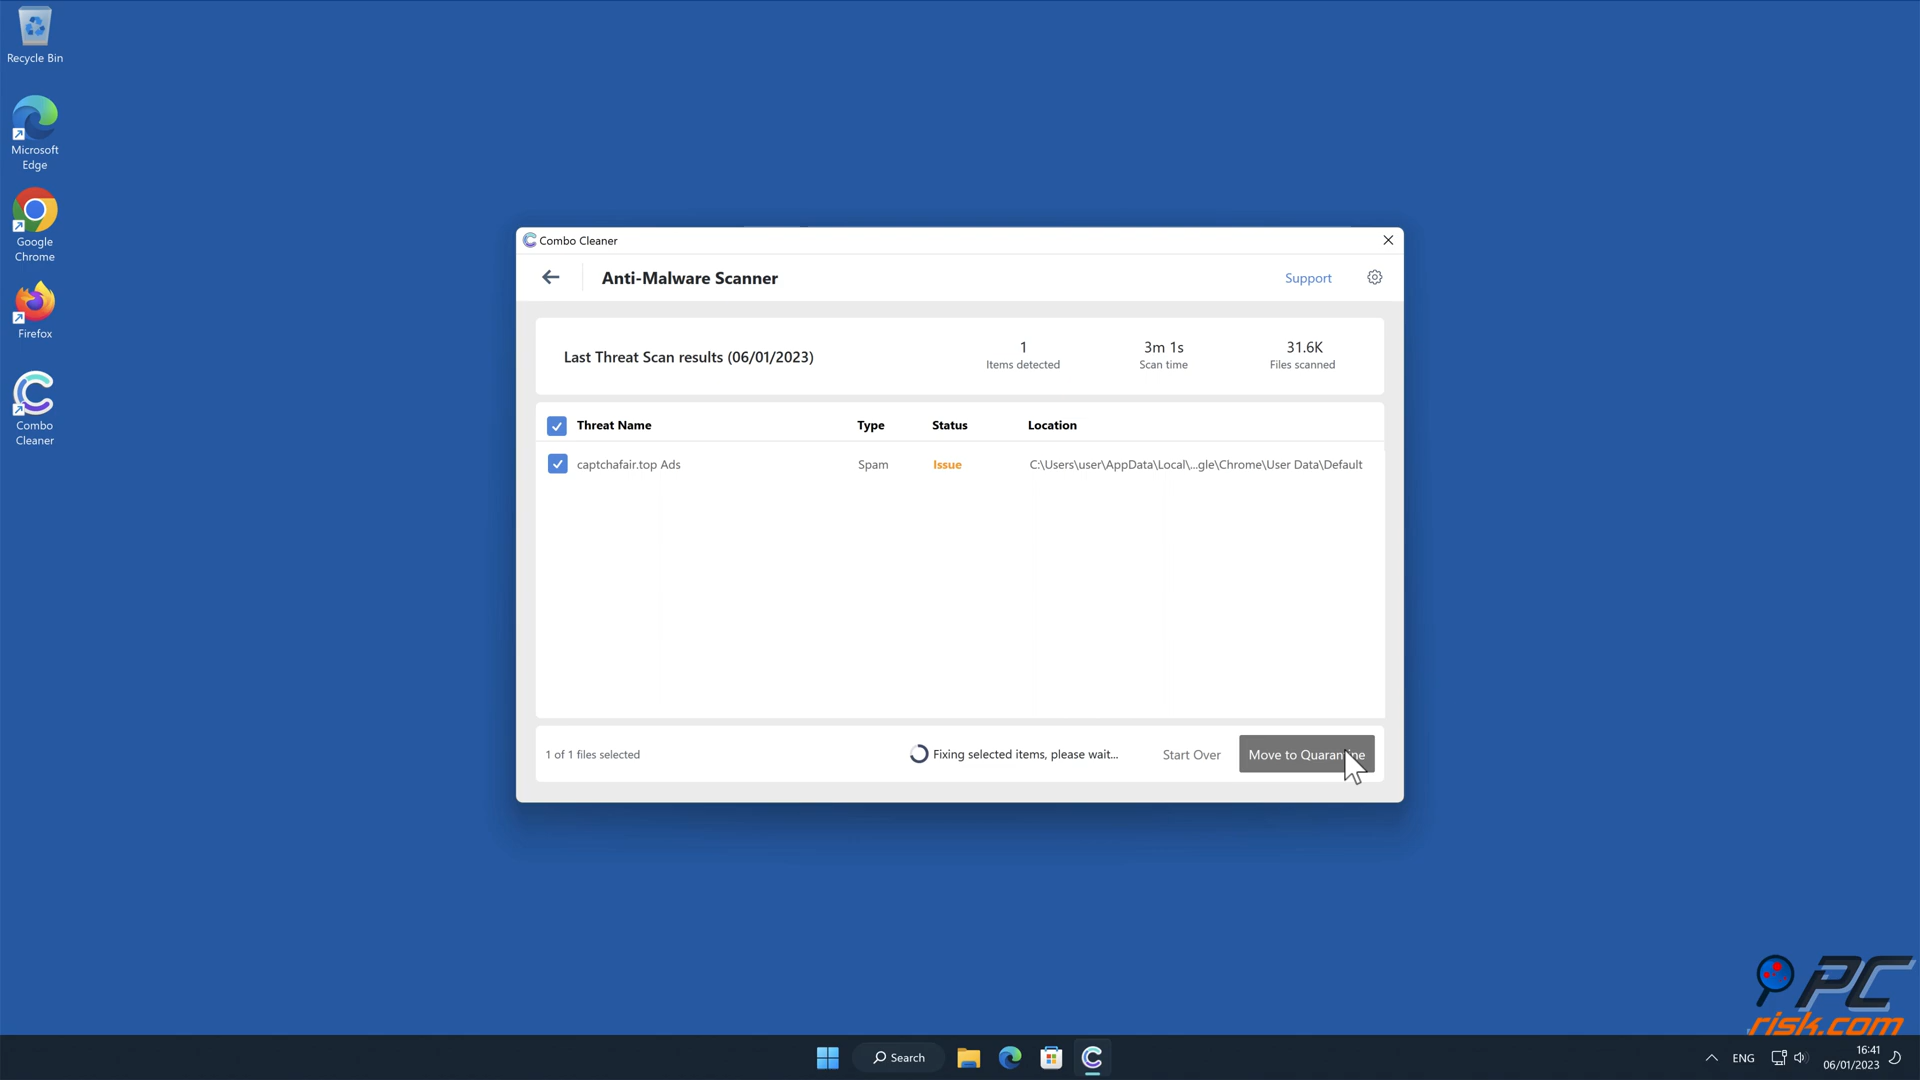 Recycle Bin
Microsoft
Edge
Google
Chrome
Firefox
Combo
Cleaner
Combo Cleaner
Anti-Malware Scanner
Support
Last Threat Scan results (06/01/2023)
1
Items detected
3m 1s
Scan time
31.6K
Files scanned
Threat Name Type Status Location
captchafair.top Ads Spam Issue C:\Users\user\AppData\Local\...gle\Chrome\User Data\Default
1 of 1 files selected
Fixing selected items, please wait...
Start Over
Move to Quarantine
PC
risk.com
Search
ENG
16:41
06/01/2023